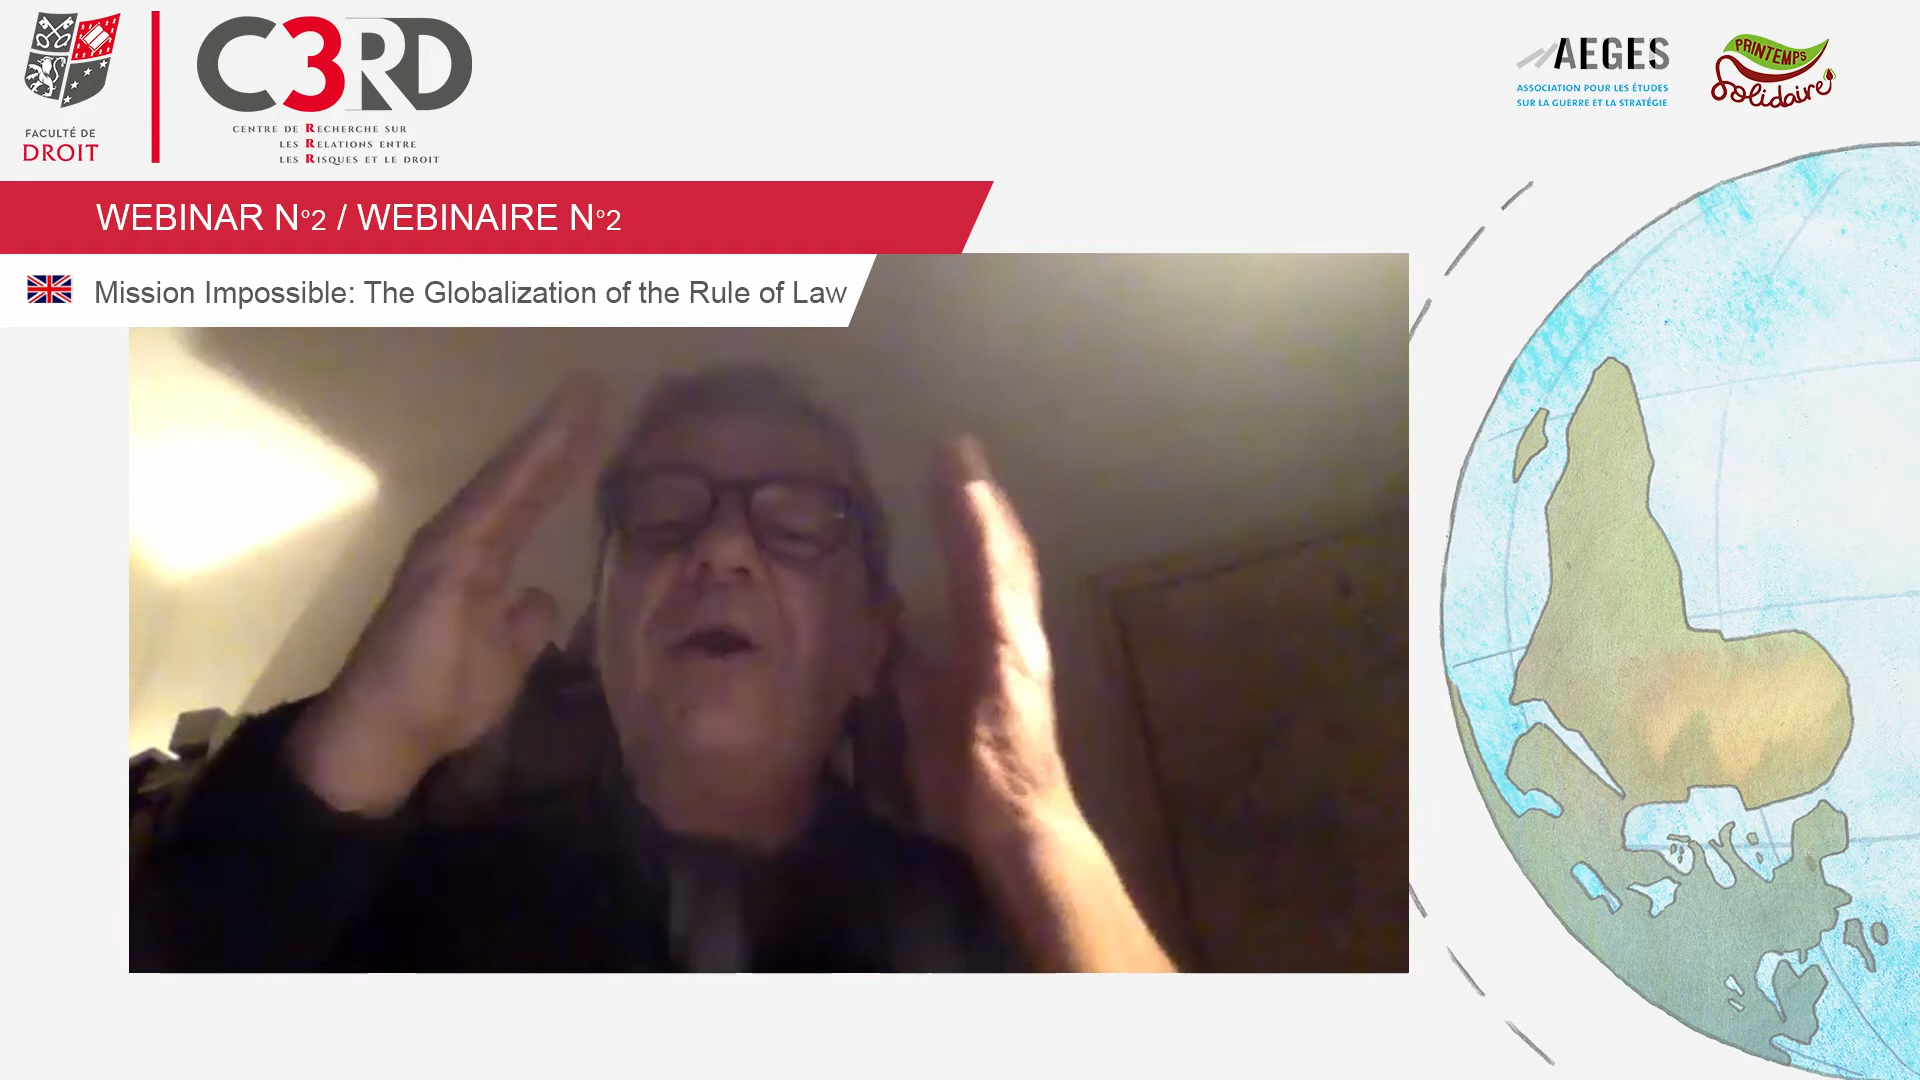 FACULTÉ DE
DROIT
C3RD
CENTRE DE RECHERCHE SUR
LES RELATIONS ENTRE
LES RISQUES ET LE DROIT
AEGES
ASSOCIATION POUR LES ÉTUDES
SUR LA GUERRE ET LA STRATÉGIE
PRINTEMPS
Solidaire
WEBINAR N°2 / WEBINAIRE N°2
Mission Impossible: The Globalization of the Rule of Law